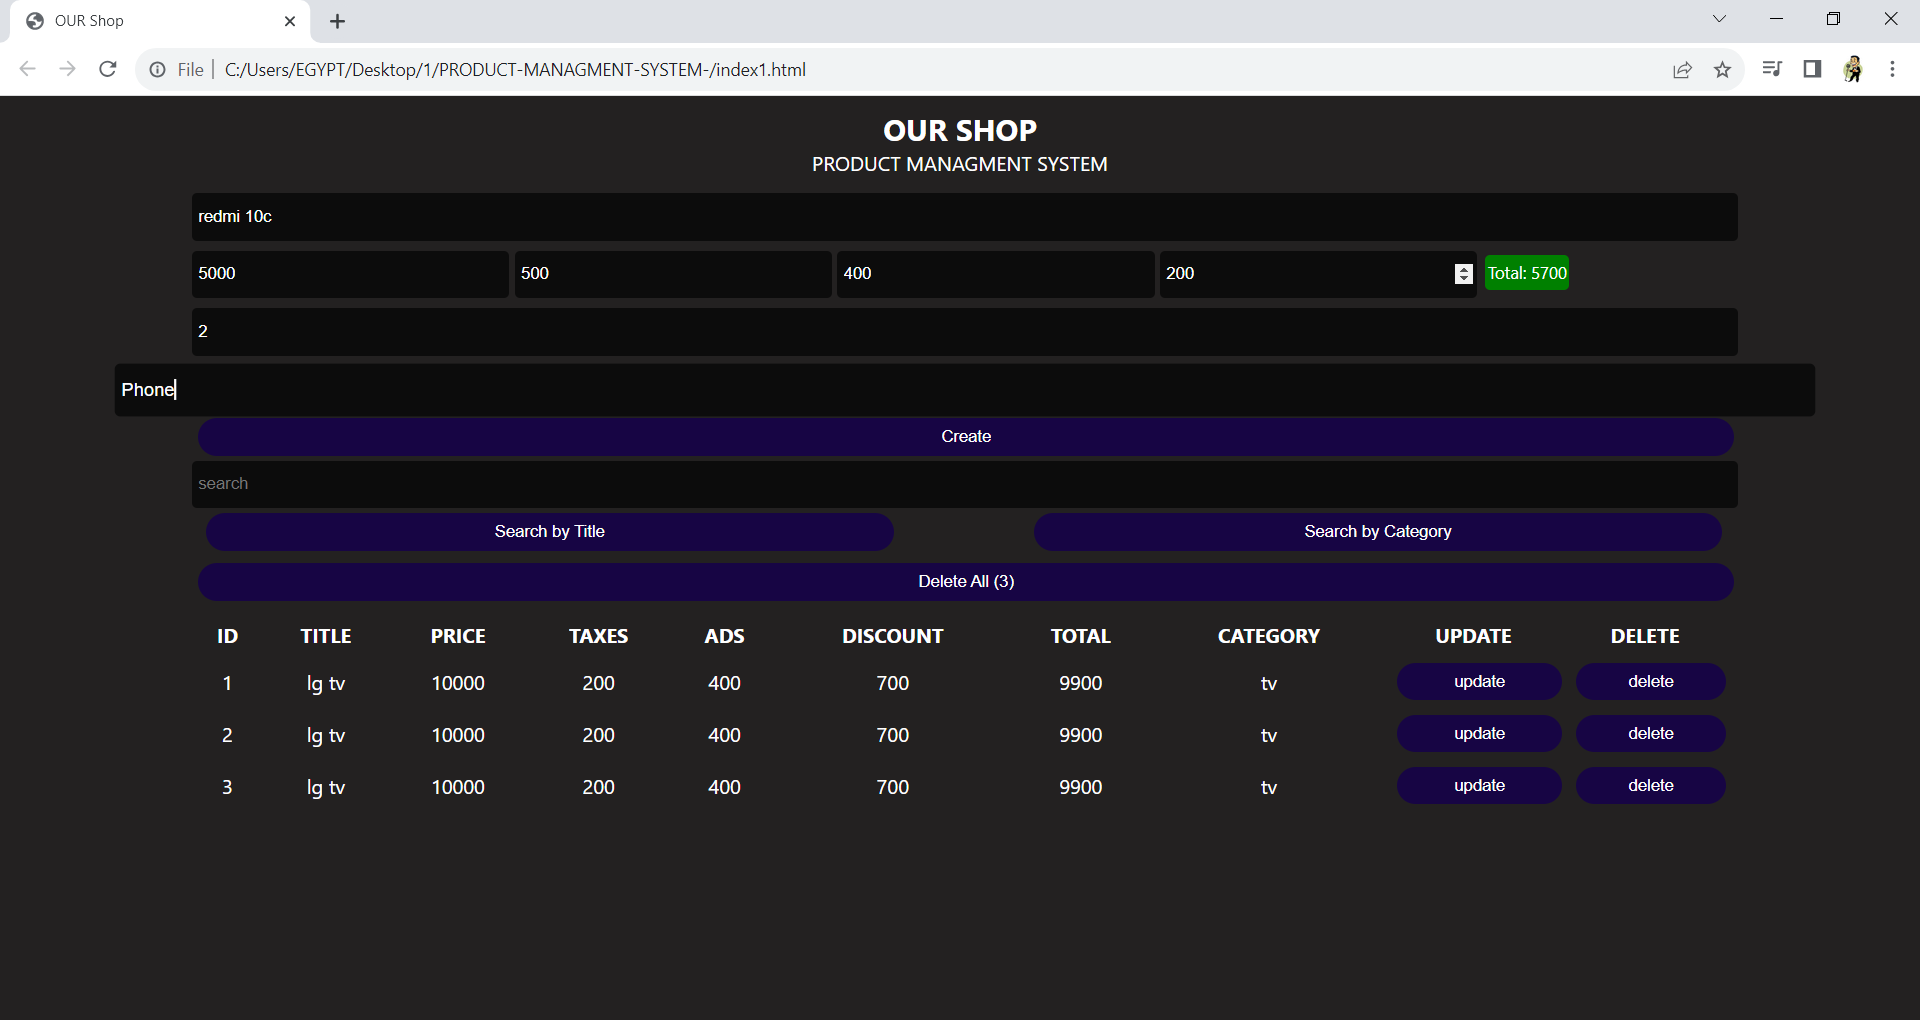 OUR Shop
File | C:/Users/EGYPT/Desktop/1/PRODUCT-MANAGMENT-SYSTEM-/index1.html
OUR SHOP
PRODUCT MANAGMENT SYSTEM
redmi 10c
5000 500 400 200 Total: 5700
2
Phone
Create
search
Search by Title Search by Category
Delete All (3)
ID TITLE PRICE TAXES ADS DISCOUNT TOTAL CATEGORY UPDATE DELETE
1 lg tv 10000 200 400 700 9900 tv update delete
2 lg tv 10000 200 400 700 9900 tv update delete
3 lg tv 10000 200 400 700 9900 tv update delete